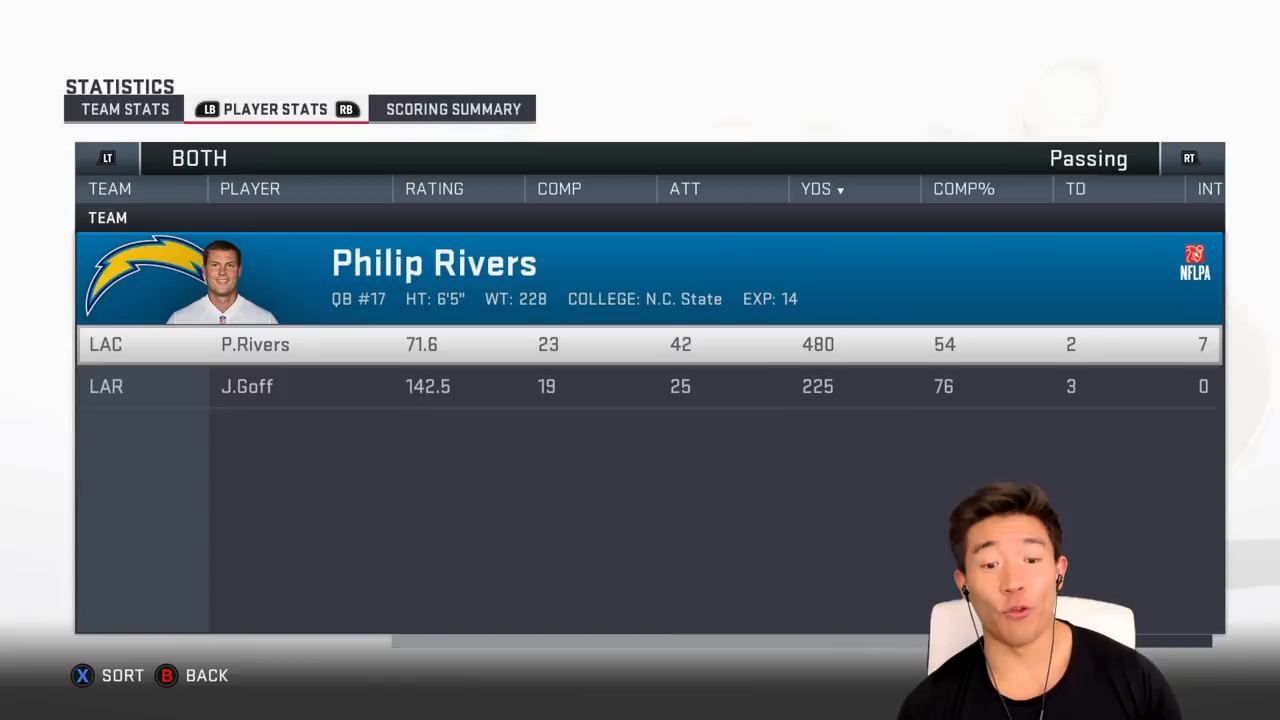 STATISTICS
TEAM STATS LB PLAYER STATS RB SCORING SUMMARY
LT BOTH Passing RT
TEAM PLAYER RATING COMP ATT YDS COMP% TD INT
TEAM
Philip Rivers
QB #17 HT: 6'5" WT: 228 COLLEGE: N.C. State EXP: 14
NFLPA
LAC P.Rivers 71.6 23 42 480 54 2 7
LAR J.Goff 142.5 19 25 225 76 3 0
X SORT B BACK